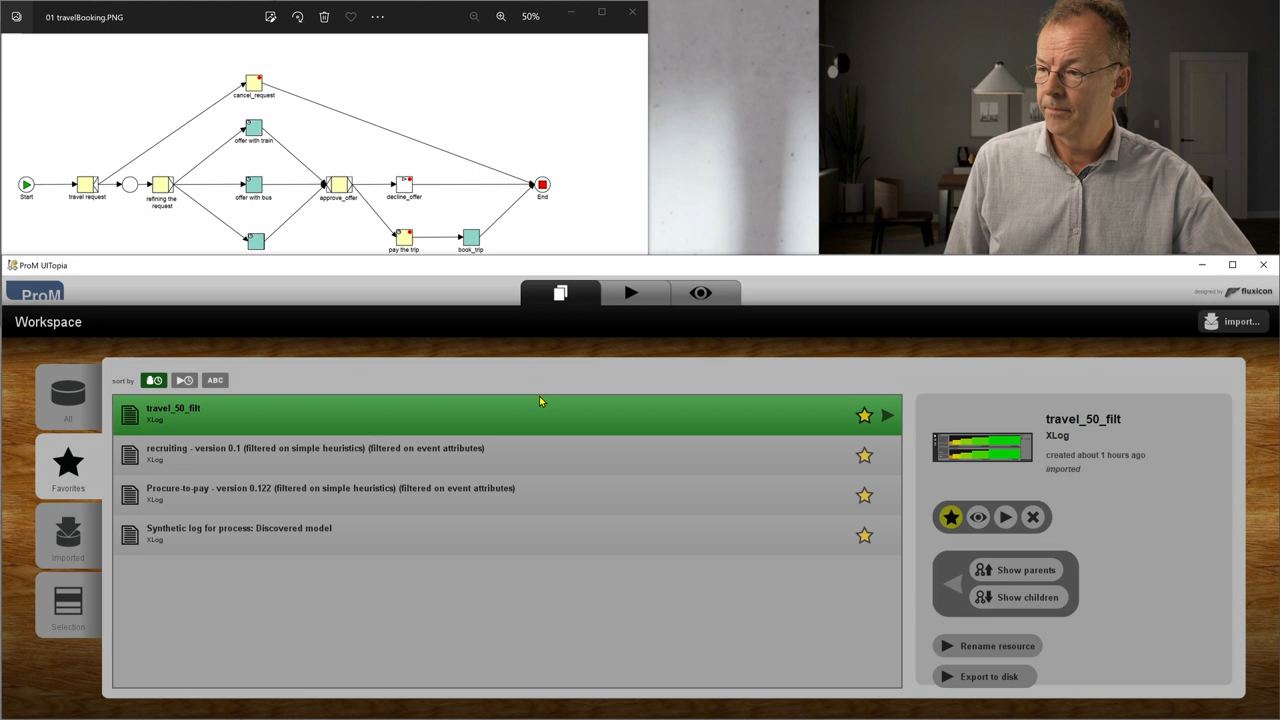 01 travelBooking.PNG
50%
cancel_request
offer with train
Start
travel request
refining the
request
offer with bus
approve_offer
decline_offer
End
pay the trip
book_trip
ProM UITopia
ProM
designed by fluxicon
Workspace
import...
All
Favorites
Imported
Selection
sort by
ABC
travel_50_filt
XLog
recruiting - version 0.1 (filtered on simple heuristics) (filtered on event attributes)
XLog
Procure-to-pay - version 0.122 (filtered on simple heuristics) (filtered on event attributes)
XLog
Synthetic log for process: Discovered model
XLog
travel_50_filt
XLog
created about 1 hours ago
imported
Show parents
Show children
Rename resource
Export to disk